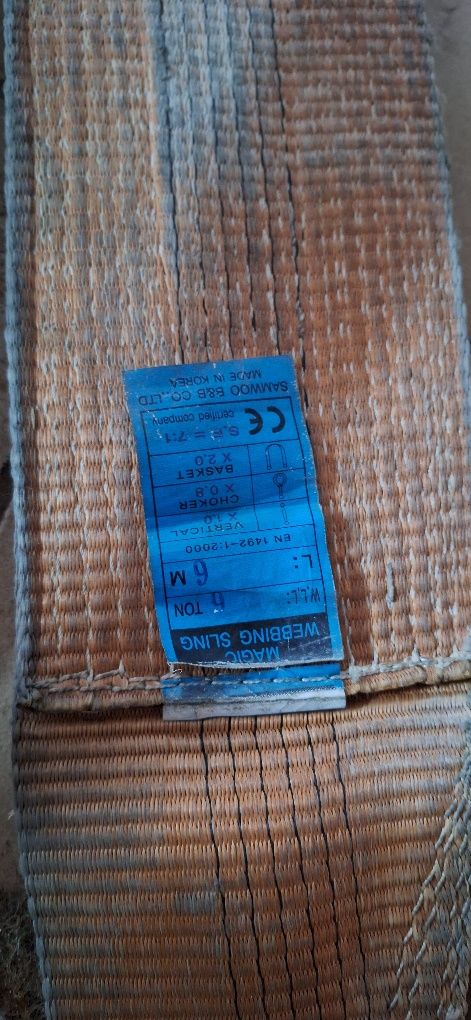 MAGIC
WEBBING SLING
W.L.L: 6 TON
L: 6 M
EN 1492-1:2000
VERTICAL
X 1.0
CHOKER
X 0.8
BASKET
X 2.0
CE S.F = 7:1
certified company
SAMWOO B&B CO.,LTD
MADE IN KOREA